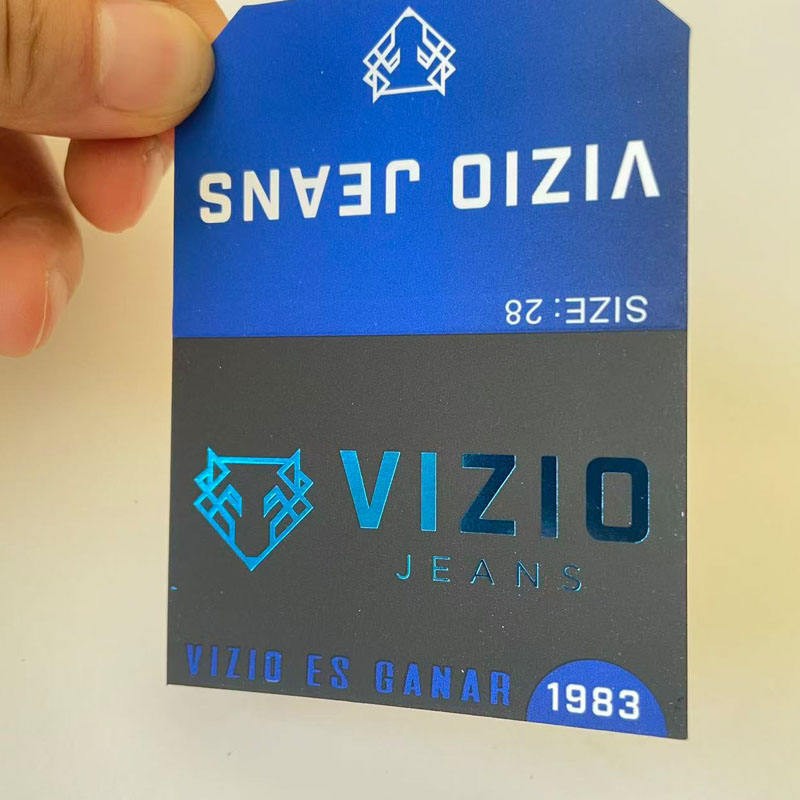 VIZIO JEANS
SIZE: 28
VIZIO
JEANS
VIZIO ES GANAR
1983